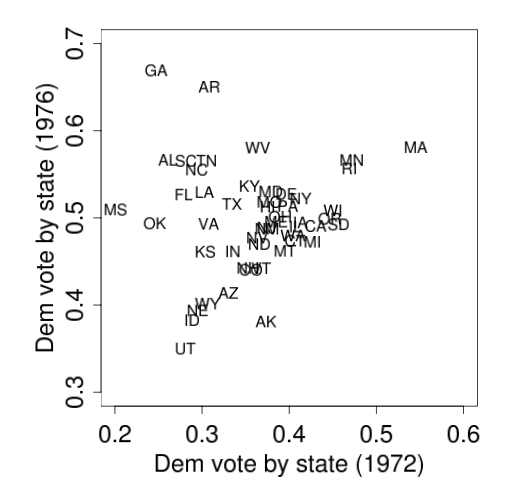 0.7
GA
AR
0.6
WV
MA
AL
SC
TN
MN
NC
RI
KY
FL
LA
MD
DE
NY
TX
MO
PA
MS
WI
0.5
OK
VA
OH
OR
SD
ME
IA
CA
WA
NV
MI
ND
CT
KS
IN
MT
NH
VT
CO
AZ
0.4
WY
NE
ID
AK
UT
0.3
0.2
0.3
0.4
0.5
0.6
Dem vote by state (1976)
Dem vote by state (1972)